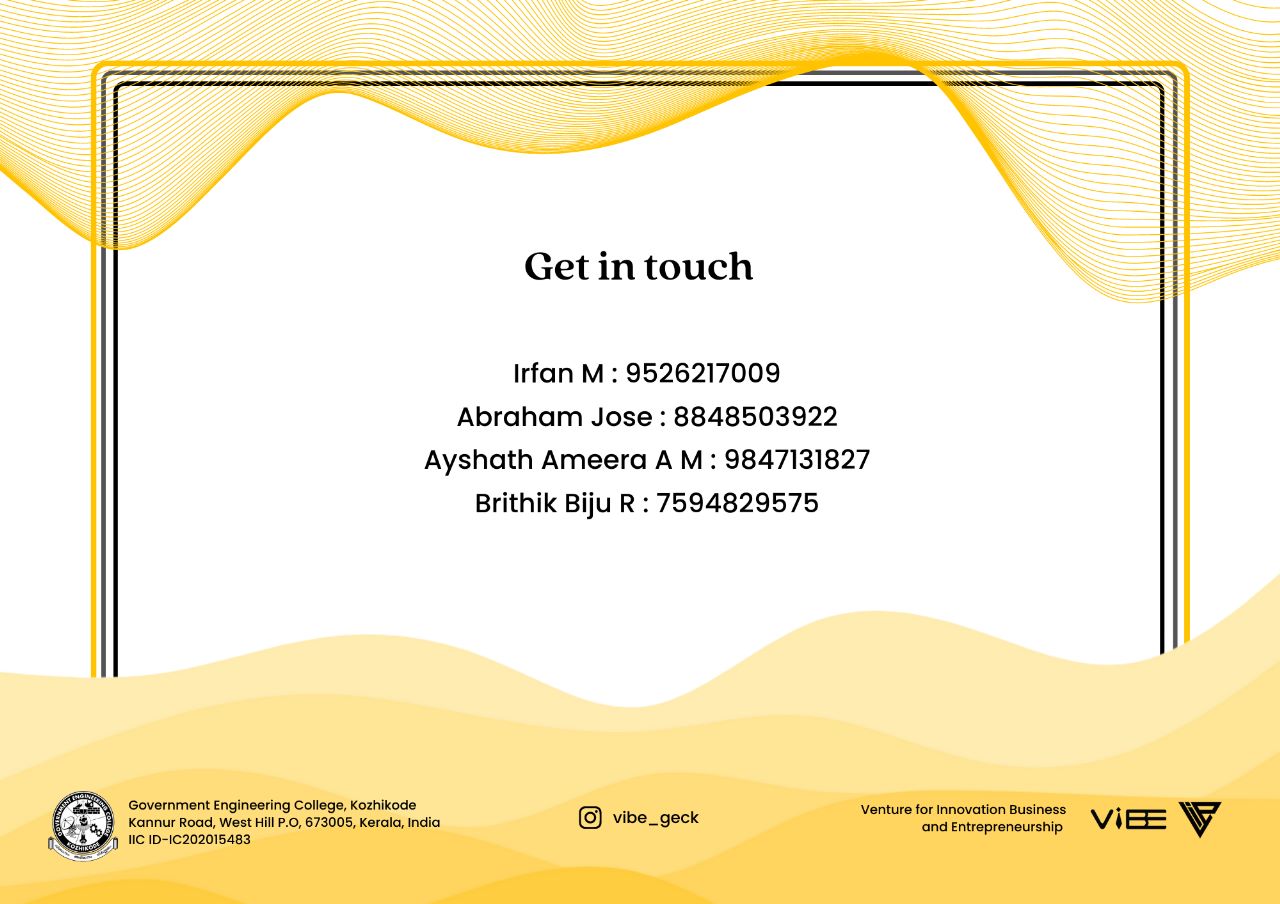 Get in touch
Irfan M : 9526217009
Abraham Jose : 8848503922
Ayshath Ameera A M : 9847131827
Brithik Biju R : 7594829575
Government Engineering College, Kozhikode
Kannur Road, West Hill P.O, 673005, Kerala, India
IIC ID-IC202015483
vibe_geck
Venture for Innovation Business
and Entrepreneurship
ViBE
GOVERNMENT ENGINEERING COLLEGE
KOZHIKODE